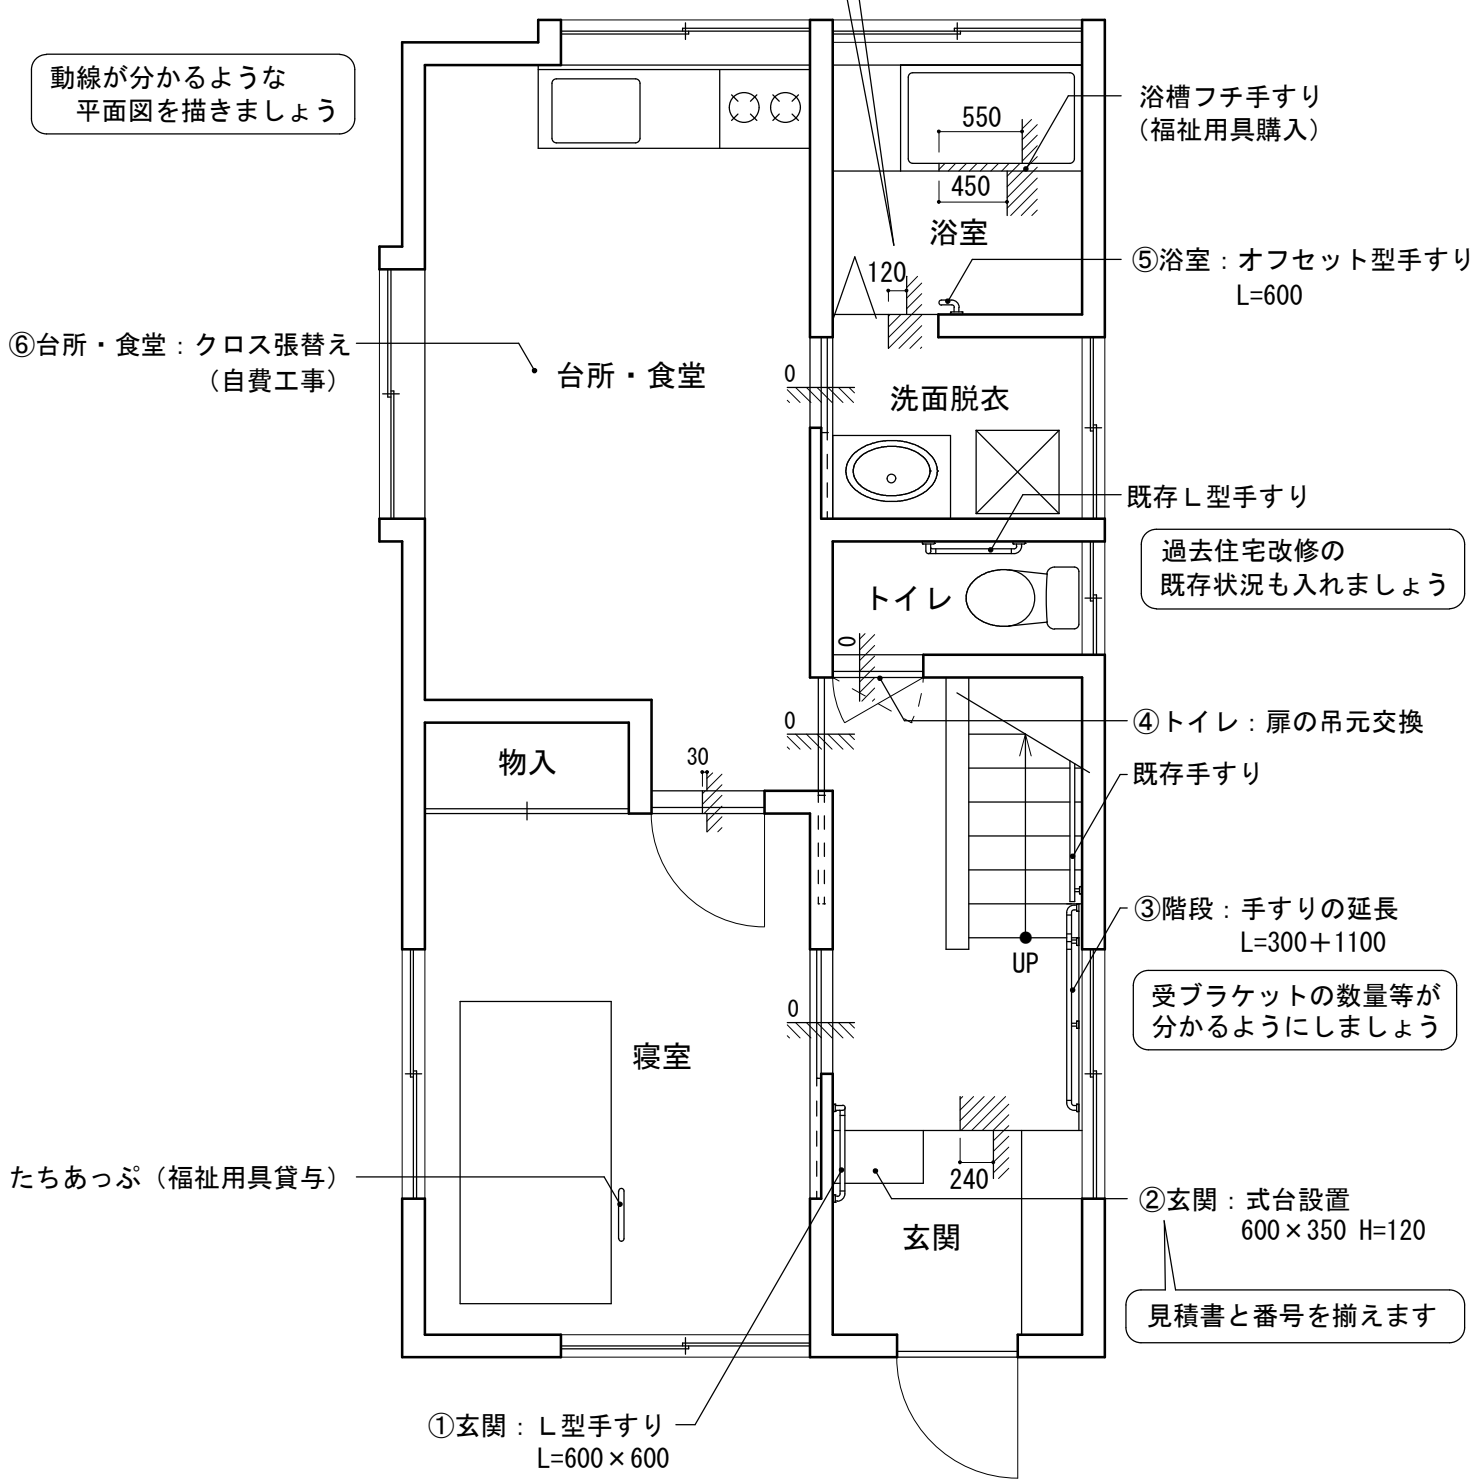 動線が分かるような
平面図を描きましょう
浴槽フチ手すり
（福祉用具購入）
550
450
浴室
120
⑤浴室：オフセット型手すり
L=600
⑥台所・食堂：クロス張替え
（自費工事）
台所・食堂
0
洗面脱衣
既存Ｌ型手すり
過去住宅改修の
既存状況も入れましょう
トイレ
0
0
④トイレ：扉の吊元交換
物入
30
既存手すり
③階段：手すりの延長
L=300＋1100
UP
受ブラケットの数量等が
分かるようにしましょう
0
寝室
たちあっぷ（福祉用具貸与）
240
②玄関：式台設置
600×350 H=120
玄関
見積書と番号を揃えます
①玄関：Ｌ型手すり
L=600×600